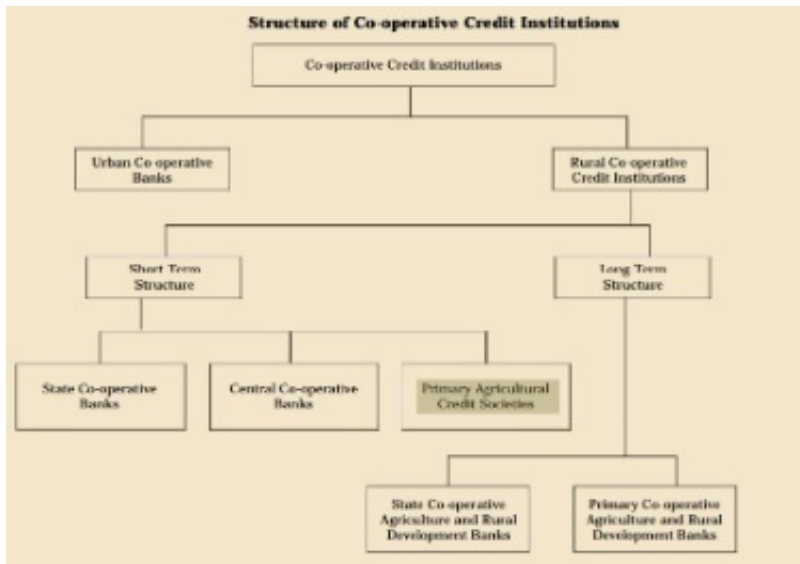 Structure of Co-operative Credit Institutions
Co-operative Credit Institutions
Urban Co-operative
Banks
Rural Co-operative
Credit Institutions
Short Term
Structure
Long Term
Structure
State Co-operative
Banks
Central Co-operative
Banks
Primary Agricultural
Credit Societies
State Co-operative
Agriculture and Rural
Development Banks
Primary Co-operative
Agriculture and Rural
Development Banks